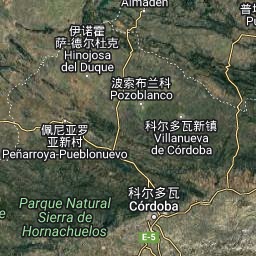 Almadén
伊诺霍
萨-德尔杜克
Hinojosa
del Duque
波索布兰科
Pozoblanco
佩尼亚罗
亚新村
Peñarroya-Pueblonuevo
科尔多瓦新镇
Villanueva
de Córdoba
Parque Natural
Sierra de
Hornachuelos
科尔多瓦
Córdoba
E-5